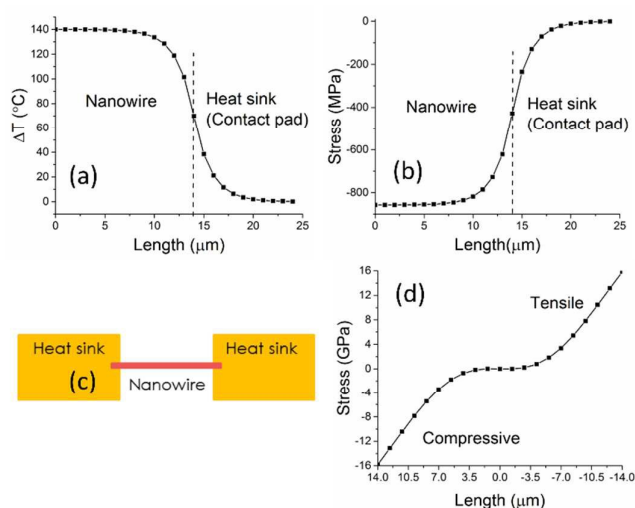 140
120
100
80
60
40
20
0
ΔT (°C)
Nanowire
Heat sink
(Contact pad)
(a)
0 5 10 15 20 25
Length (μm)
0
-200
-400
-600
-800
Stress (MPa)
Nanowire
Heat sink
(Contact pad)
(b)
0 5 10 15 20 25
Length(μm)
Heat sink
Heat sink
(c)
Nanowire
16
12
8
4
0
-4
-8
-12
-16
Stress (GPa)
(d)
Tensile
Compressive
14.0 10.5 7.0 3.5 0.0 -3.5 -7.0 -10.5 -14.0
Length (μm)